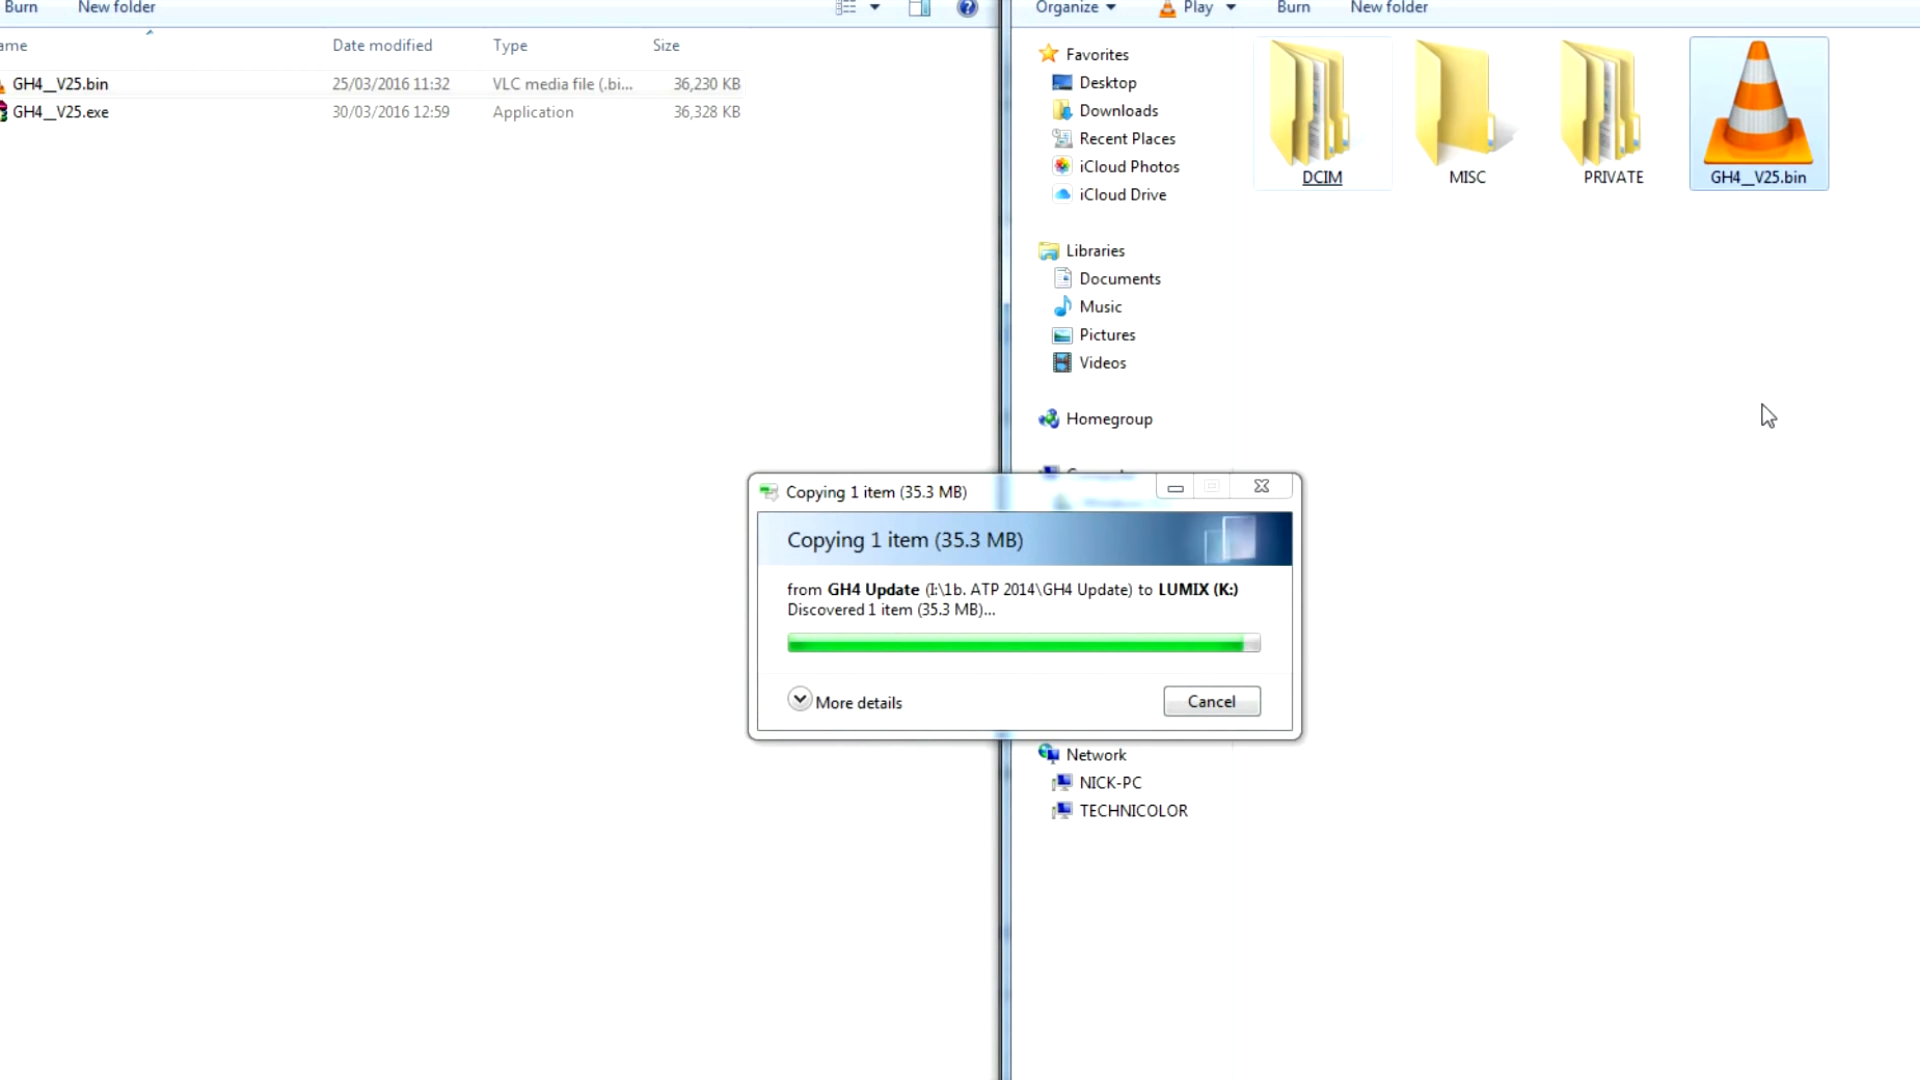 Burn New folder
ame Date modified Type Size
GH4__V25.bin 25/03/2016 11:32 VLC media file (.bi... 36,230 KB
GH4__V25.exe 30/03/2016 12:59 Application 36,328 KB
Organize Play Burn New folder
Favorites
Desktop
Downloads
Recent Places
iCloud Photos
iCloud Drive
Libraries
Documents
Music
Pictures
Videos
Homegroup
Network
NICK-PC
TECHNICOLOR
DCIM MISC PRIVATE GH4__V25.bin
Copying 1 item (35.3 MB)
Copying 1 item (35.3 MB)
from GH4 Update (I:\1b. ATP 2014\GH4 Update) to LUMIX (K:)
Discovered 1 item (35.3 MB)...
More details Cancel